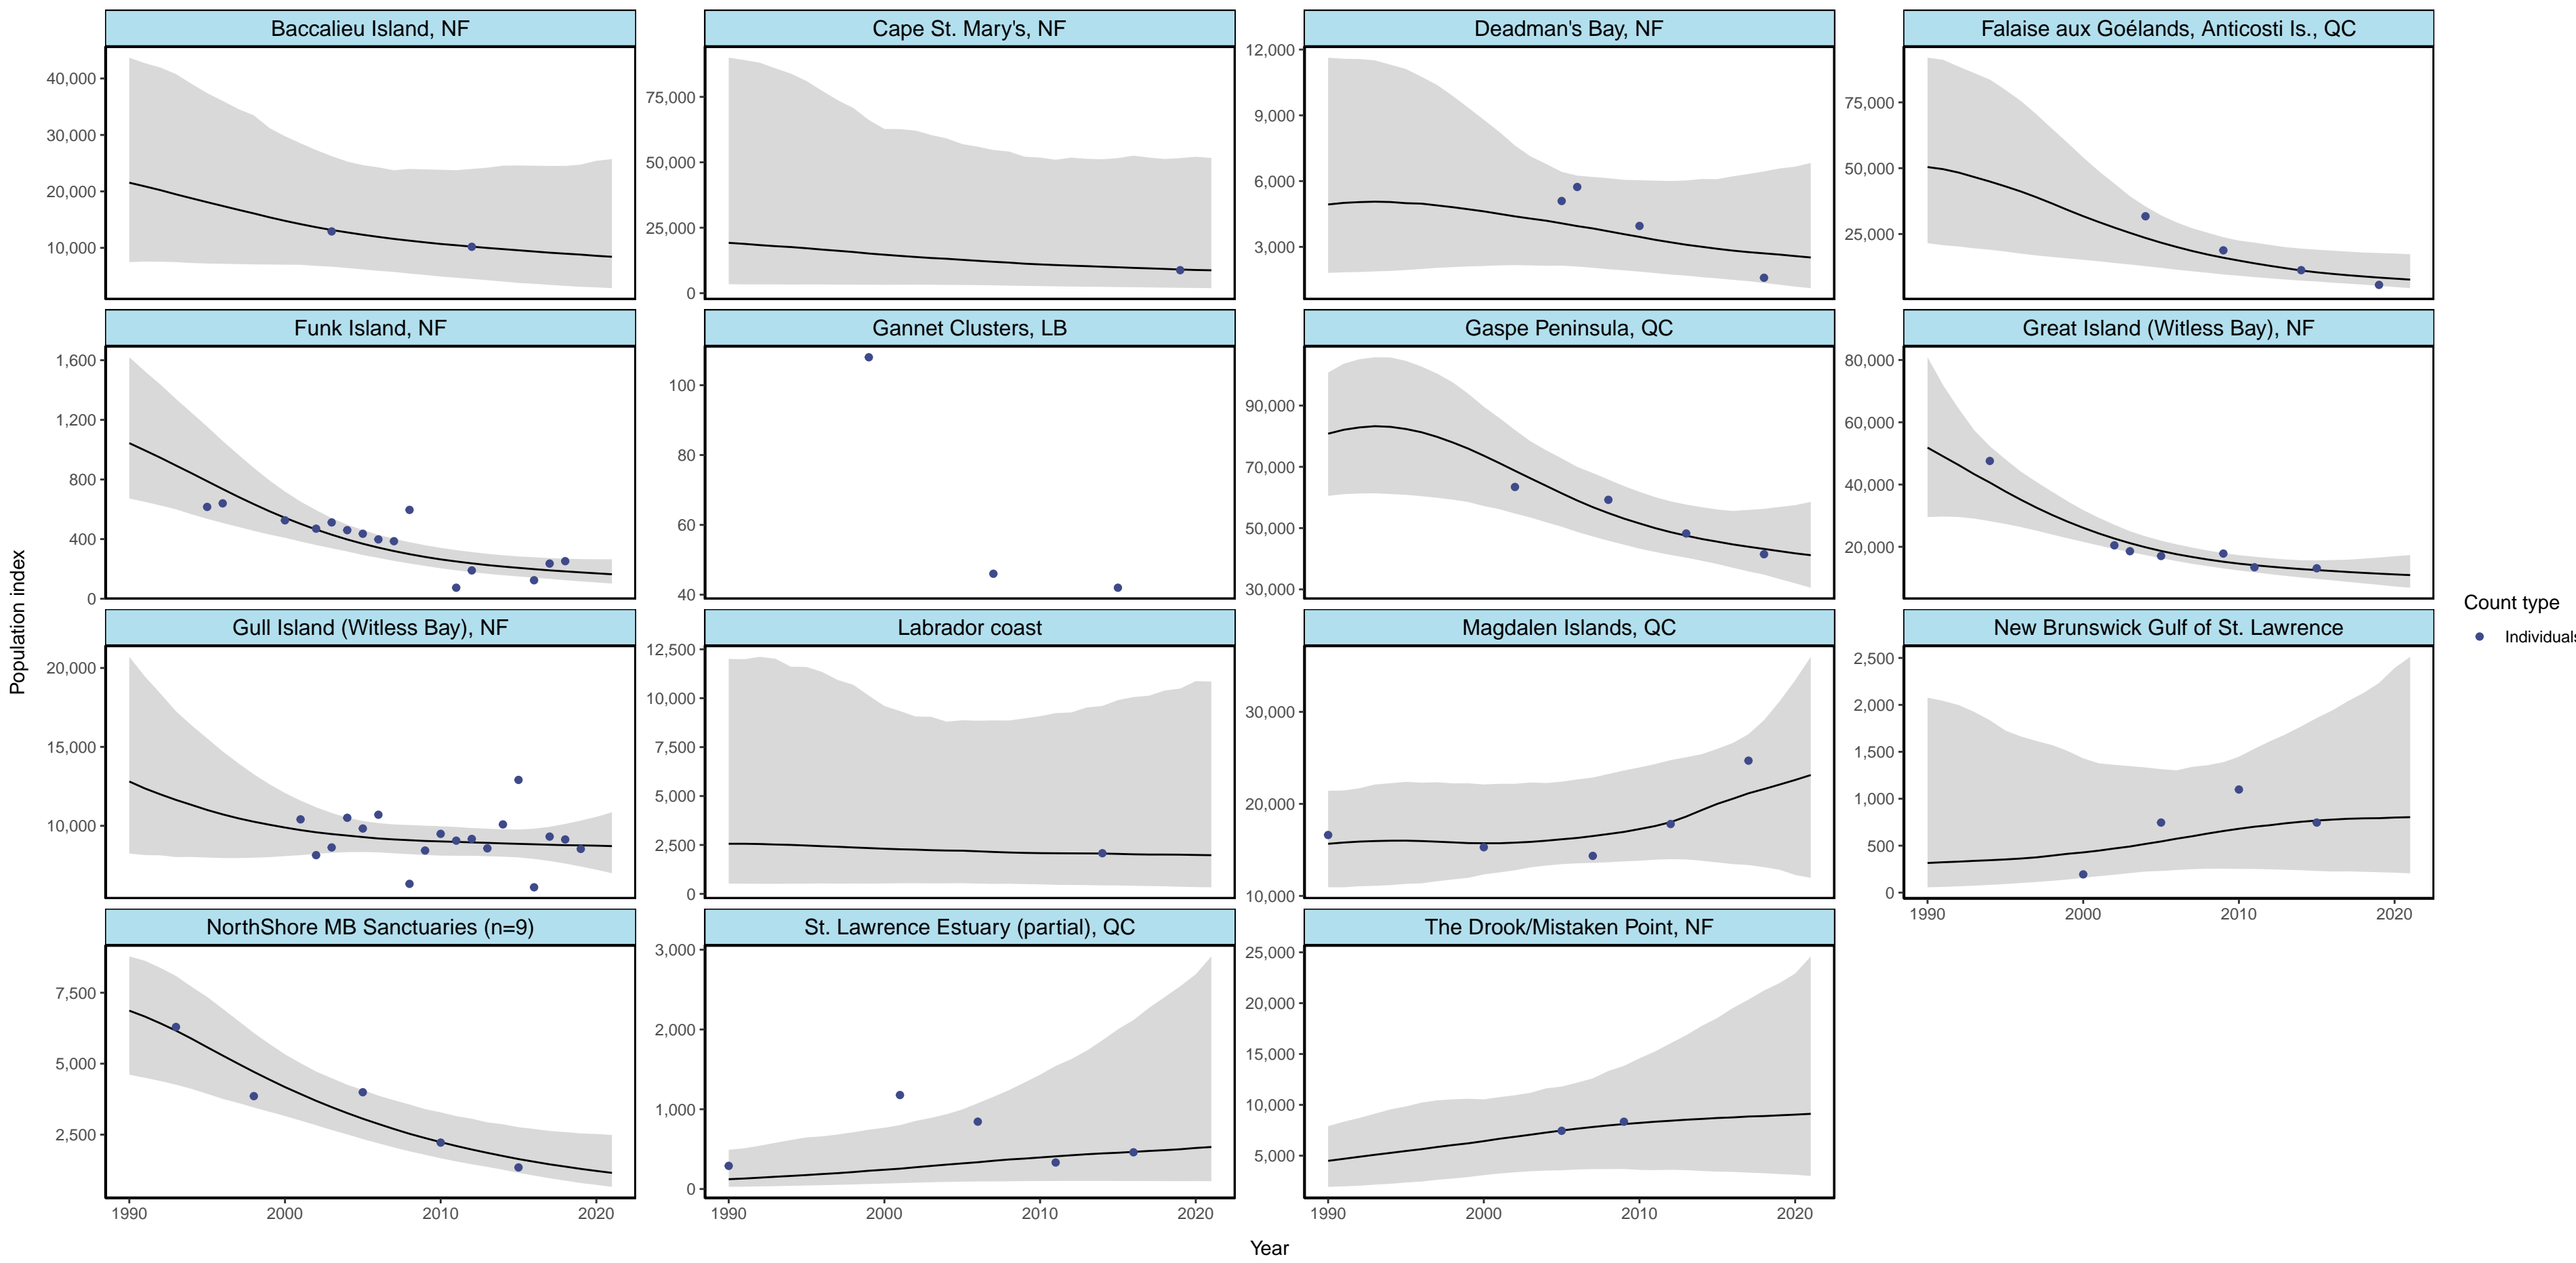 Baccalieu Island, NF
Cape St. Mary's, NF
Deadman's Bay, NF
Falaise aux Goélands, Anticosti Is., QC
40,000
30,000
20,000
10,000
75,000
50,000
25,000
0
12,000
9,000
6,000
3,000
75,000
50,000
25,000
Funk Island, NF
Gannet Clusters, LB
Gaspe Peninsula, QC
Great Island (Witless Bay), NF
1,600
1,200
800
400
0
100
80
60
40
90,000
70,000
50,000
30,000
80,000
60,000
40,000
20,000
Gull Island (Witless Bay), NF
Labrador coast
Magdalen Islands, QC
New Brunswick Gulf of St. Lawrence
20,000
15,000
10,000
12,500
10,000
7,500
5,000
2,500
0
30,000
20,000
10,000
2,500
2,000
1,500
1,000
500
0
1990 2000 2010 2020
NorthShore MB Sanctuaries (n=9)
St. Lawrence Estuary (partial), QC
The Drook/Mistaken Point, NF
7,500
5,000
2,500
3,000
2,000
1,000
0
25,000
20,000
15,000
10,000
5,000
1990 2000 2010 2020
1990 2000 2010 2020
1990 2000 2010 2020
Year
Population index
Count type
Individuals